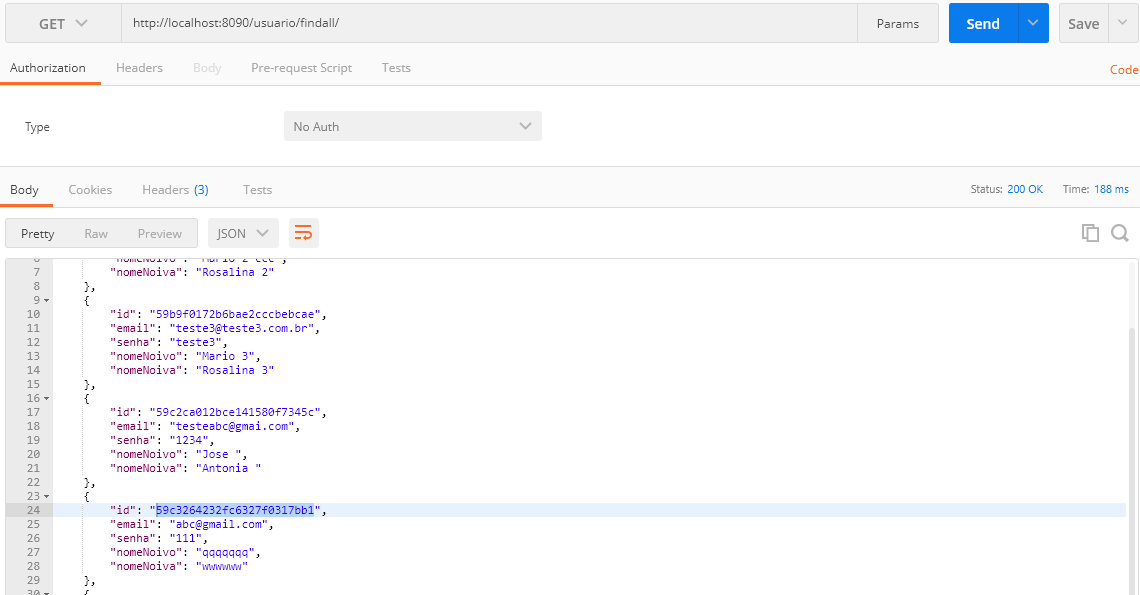 GET http://localhost:8090/usuario/findall/ Params Send Save
Authorization Headers Body Pre-request Script Tests Code
Type No Auth
Body Cookies Headers (3) Tests Status: 200 OK Time: 188 ms
Pretty Raw Preview JSON
6 "nomeNoivo": "Mario 2 ccc",
7 "nomeNoiva": "Rosalina 2"
8 },
9 {
10 "id": "59b9f0172b6bae2cccbebcae",
11 "email": "teste3@teste3.com.br",
12 "senha": "teste3",
13 "nomeNoivo": "Mario 3",
14 "nomeNoiva": "Rosalina 3"
15 },
16 {
17 "id": "59c2ca012bce141580f7345c",
18 "email": "testeabc@gmai.com",
19 "senha": "1234",
20 "nomeNoivo": "Jose ",
21 "nomeNoiva": "Antonia "
22 },
23 {
24 "id": "59c3264232fc6327f0317bb1",
25 "email": "abc@gmail.com",
26 "senha": "111",
27 "nomeNoivo": "qqqqqqq",
28 "nomeNoiva": "wwwwww"
29 },
30 {